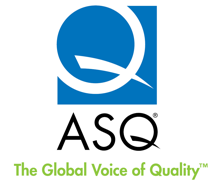 ASQ®
The Global Voice of Quality™